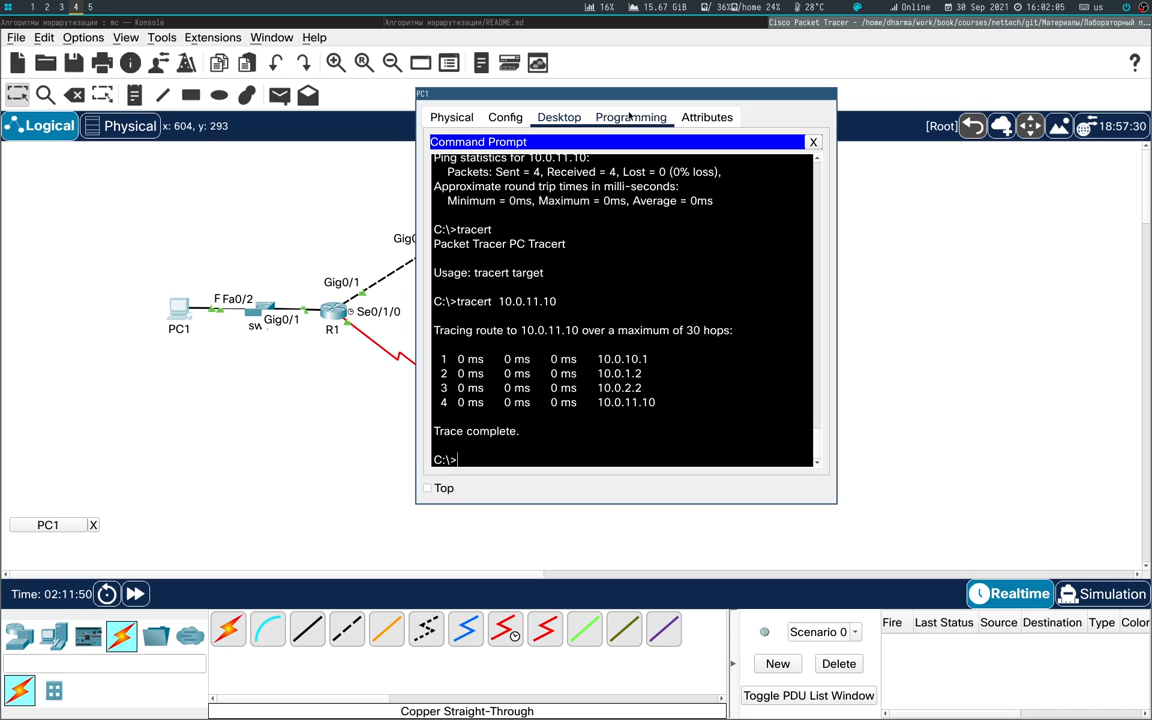 1 2 3 4 5
16% 15.67 GiB / 36% home 24% 28°C Online 30 Sep 2021 16:02:05 us
Алгоритмы маршрутизации : mc — Konsole
Алгоритмы маршрутизации/README.md
Cisco Packet Tracer - /home/dharma/work/book/courses/nettech/git/Материалы/Лабораторный п...
File Edit Options View Tools Extensions Window Help
?
Logical Physical x: 604, y: 293
[Root] 18:57:30
PC1
Physical Config Desktop Programming Attributes
Command Prompt X
Ping statistics for 10.0.11.10:
Packets: Sent = 4, Received = 4, Lost = 0 (0% loss),
Approximate round trip times in milli-seconds:
Minimum = 0ms, Maximum = 0ms, Average = 0ms
C:\>tracert
Packet Tracer PC Tracert
Usage: tracert target
C:\>tracert 10.0.11.10
Tracing route to 10.0.11.10 over a maximum of 30 hops:
1 0 ms 0 ms 0 ms 10.0.10.1
2 0 ms 0 ms 0 ms 10.0.1.2
3 0 ms 0 ms 0 ms 10.0.2.2
4 0 ms 0 ms 0 ms 10.0.11.10
Trace complete.
C:\>
Top
Gig0
Gig0/1
F Fa0/2
Gig0/1
Se0/1/0
PC1
sw
R1
PC1 X
Time: 02:11:50
Realtime Simulation
Scenario 0
New Delete
Toggle PDU List Window
Fire Last Status Source Destination Type Color
Copper Straight-Through